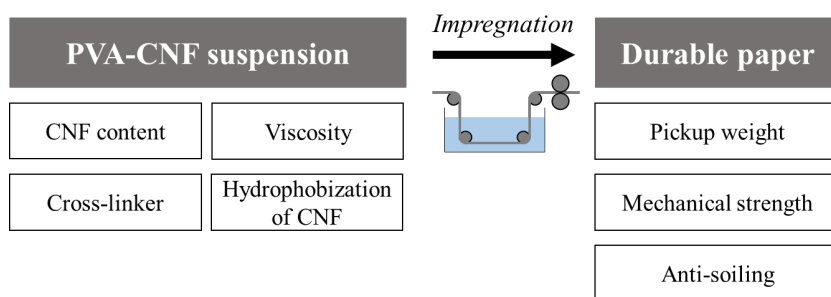 PVA-CNF suspension
Impregnation
Durable paper
CNF content
Viscosity
Pickup weight
Cross-linker
Hydrophobization
of CNF
Mechanical strength
Anti-soiling